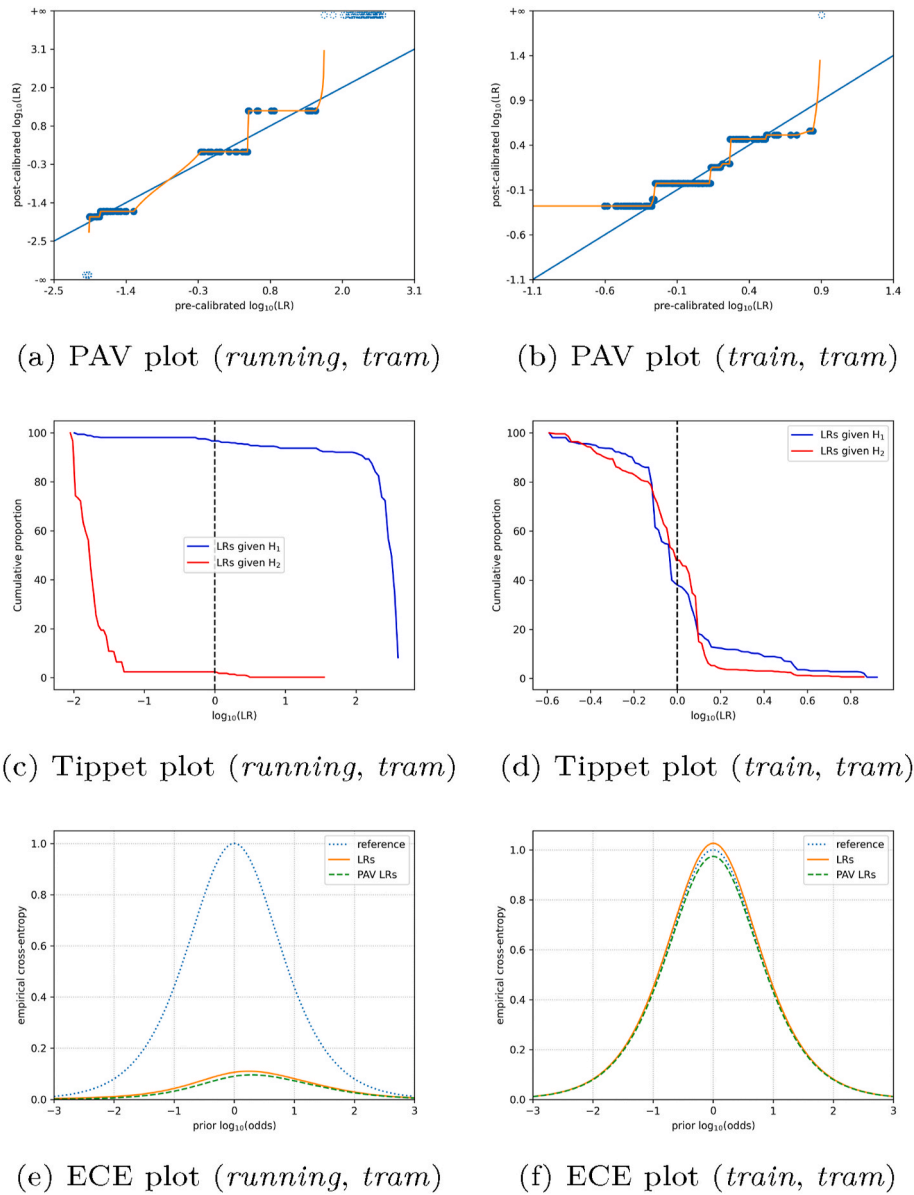 +∞
3.1
2.0
0.8
-0.3
-1.4
-2.5
-∞
post-calibrated log10(LR)
-2.5 -1.4 -0.3 0.8 2.0 3.1
pre-calibrated log10(LR)
(a) PAV plot (running, tram)
+∞
1.4
0.9
0.4
-0.1
-0.6
-1.1
post-calibrated log10(LR)
-1.1 -0.6 -0.1 0.4 0.9 1.4
pre-calibrated log10(LR)
(b) PAV plot (train, tram)
100
80
60
40
20
0
Cumulative proportion
LRs given H1
LRs given H2
−2 −1 0 1 2
log10(LR)
(c) Tippet plot (running, tram)
100
80
60
40
20
0
Cumulative proportion
LRs given H1
LRs given H2
−0.6 −0.4 −0.2 0.0 0.2 0.4 0.6 0.8
log10(LR)
(d) Tippet plot (train, tram)
1.0
0.8
0.6
0.4
0.2
0.0
empirical cross-entropy
reference
LRs
PAV LRs
−3 −2 −1 0 1 2 3
prior log10(odds)
(e) ECE plot (running, tram)
1.0
0.8
0.6
0.4
0.2
0.0
empirical cross-entropy
reference
LRs
PAV LRs
−3 −2 −1 0 1 2 3
prior log10(odds)
(f) ECE plot (train, tram)